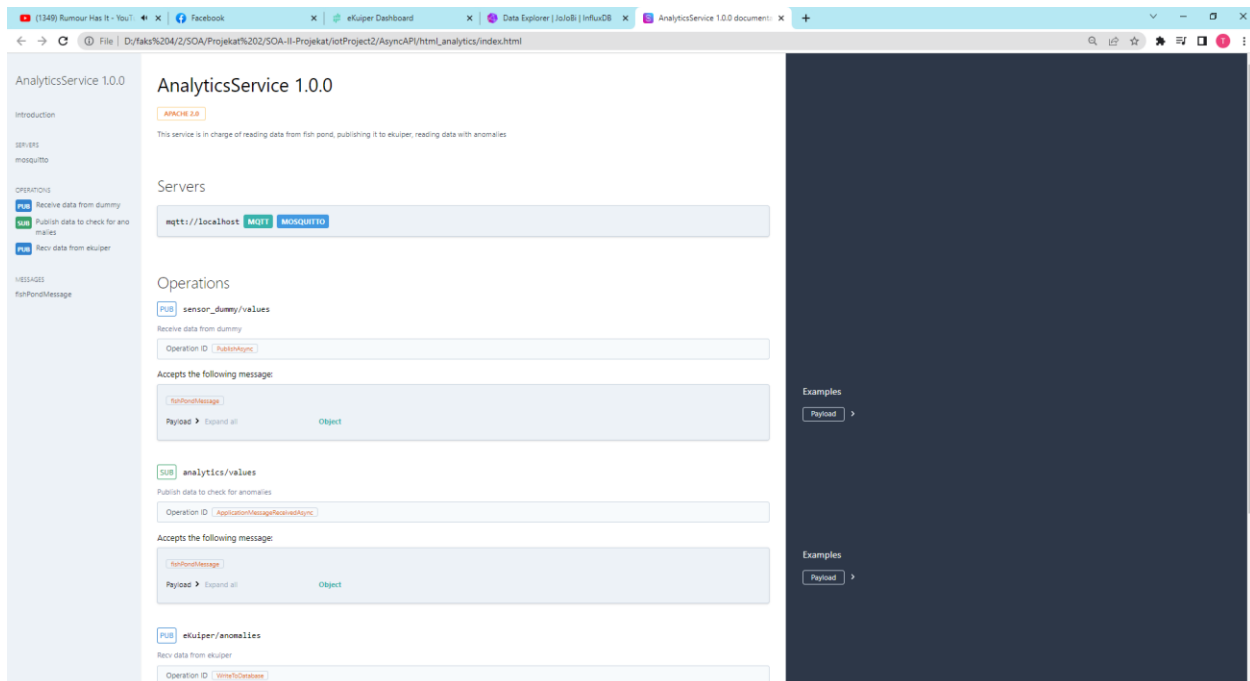 (1349) Rumour Has It - YouT
Facebook
eKuiper Dashboard
Data Explorer | JoJoBi | InfluxDB
AnalyticsService 1.0.0 documenta
File | D:/faks%204/2/SOA/Projekat%202/SOA-II-Projekat/iotProject2/AsyncAPI/html_analytics/index.html
T
AnalyticsService 1.0.0
Introduction
SERVERS
mosquitto
OPERATIONS
PUB Receive data from dummy
SUB Publish data to check for ano
malies
PUB Recv data from ekuiper
MESSAGES
fishPondMessage
AnalyticsService 1.0.0
APACHE 2.0
This service is in charge of reading data from fish pond, publishing it to ekuiper, reading data with anomalies
Servers
mqtt://localhost MQTT MOSQUITTO
Operations
PUB sensor_dummy/values
Receive data from dummy
Operation ID PublishAsync
Accepts the following message:
fishPondMessage
Payload Expand all Object
Examples
Payload
SUB analytics/values
Publish data to check for anomalies
Operation ID ApplicationMessageReceivedAsync
Accepts the following message:
fishPondMessage
Payload Expand all Object
Examples
Payload
PUB eKuiper/anomalies
Recv data from ekuiper
Operation ID WriteToDatabase